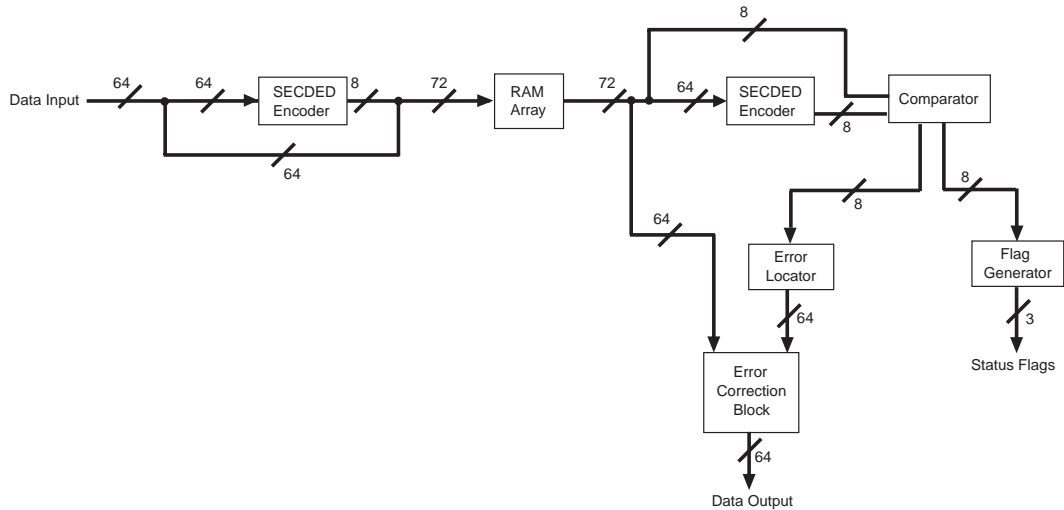 8
64
64
SECDED
Encoder
8
72
RAM
Array
72
64
SECDED
Encoder
8
Comparator
Data Input
64
8
8
64
Error
Locator
Flag
Generator
64
3
Status Flags
Error
Correction
Block
64
Data Output